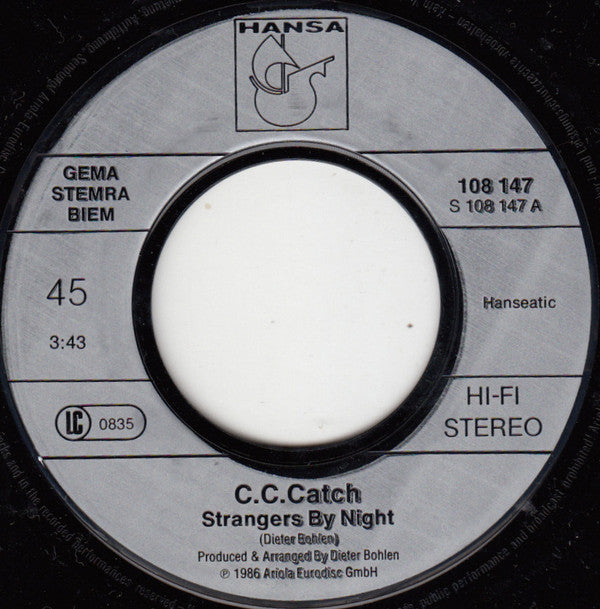 HANSA
GEMA
STEMRA
BIEM
108 147
S 108 147 A
45
3:43
Hanseatic
LC 0835
HI-FI
STEREO
C.C.Catch
Strangers By Night
(Dieter Bohlen)
Produced & Arranged By Dieter Bohlen
℗ 1986 Ariola Eurodisc GmbH